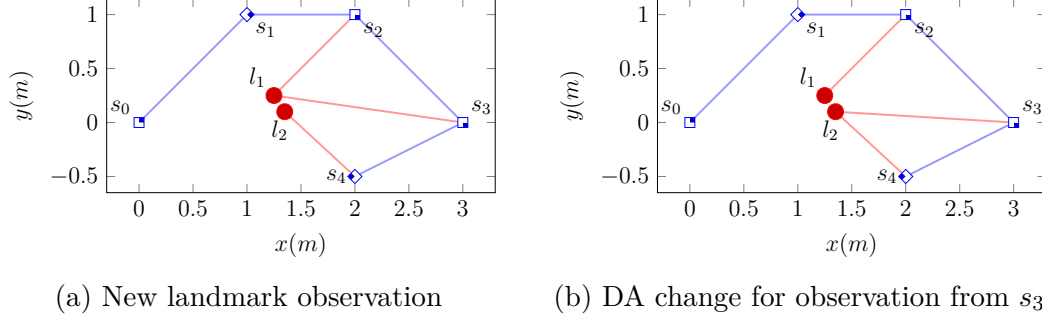 1
0.5
0
−0.5
y(m)
s0
s1
s2
s3
s4
l1
l2
0 0.5 1 1.5 2 2.5 3
x(m)
(a) New landmark observation
1
0.5
0
−0.5
y(m)
s0
s1
s2
s3
s4
l1
l2
0 0.5 1 1.5 2 2.5 3
x(m)
(b) DA change for observation from s3